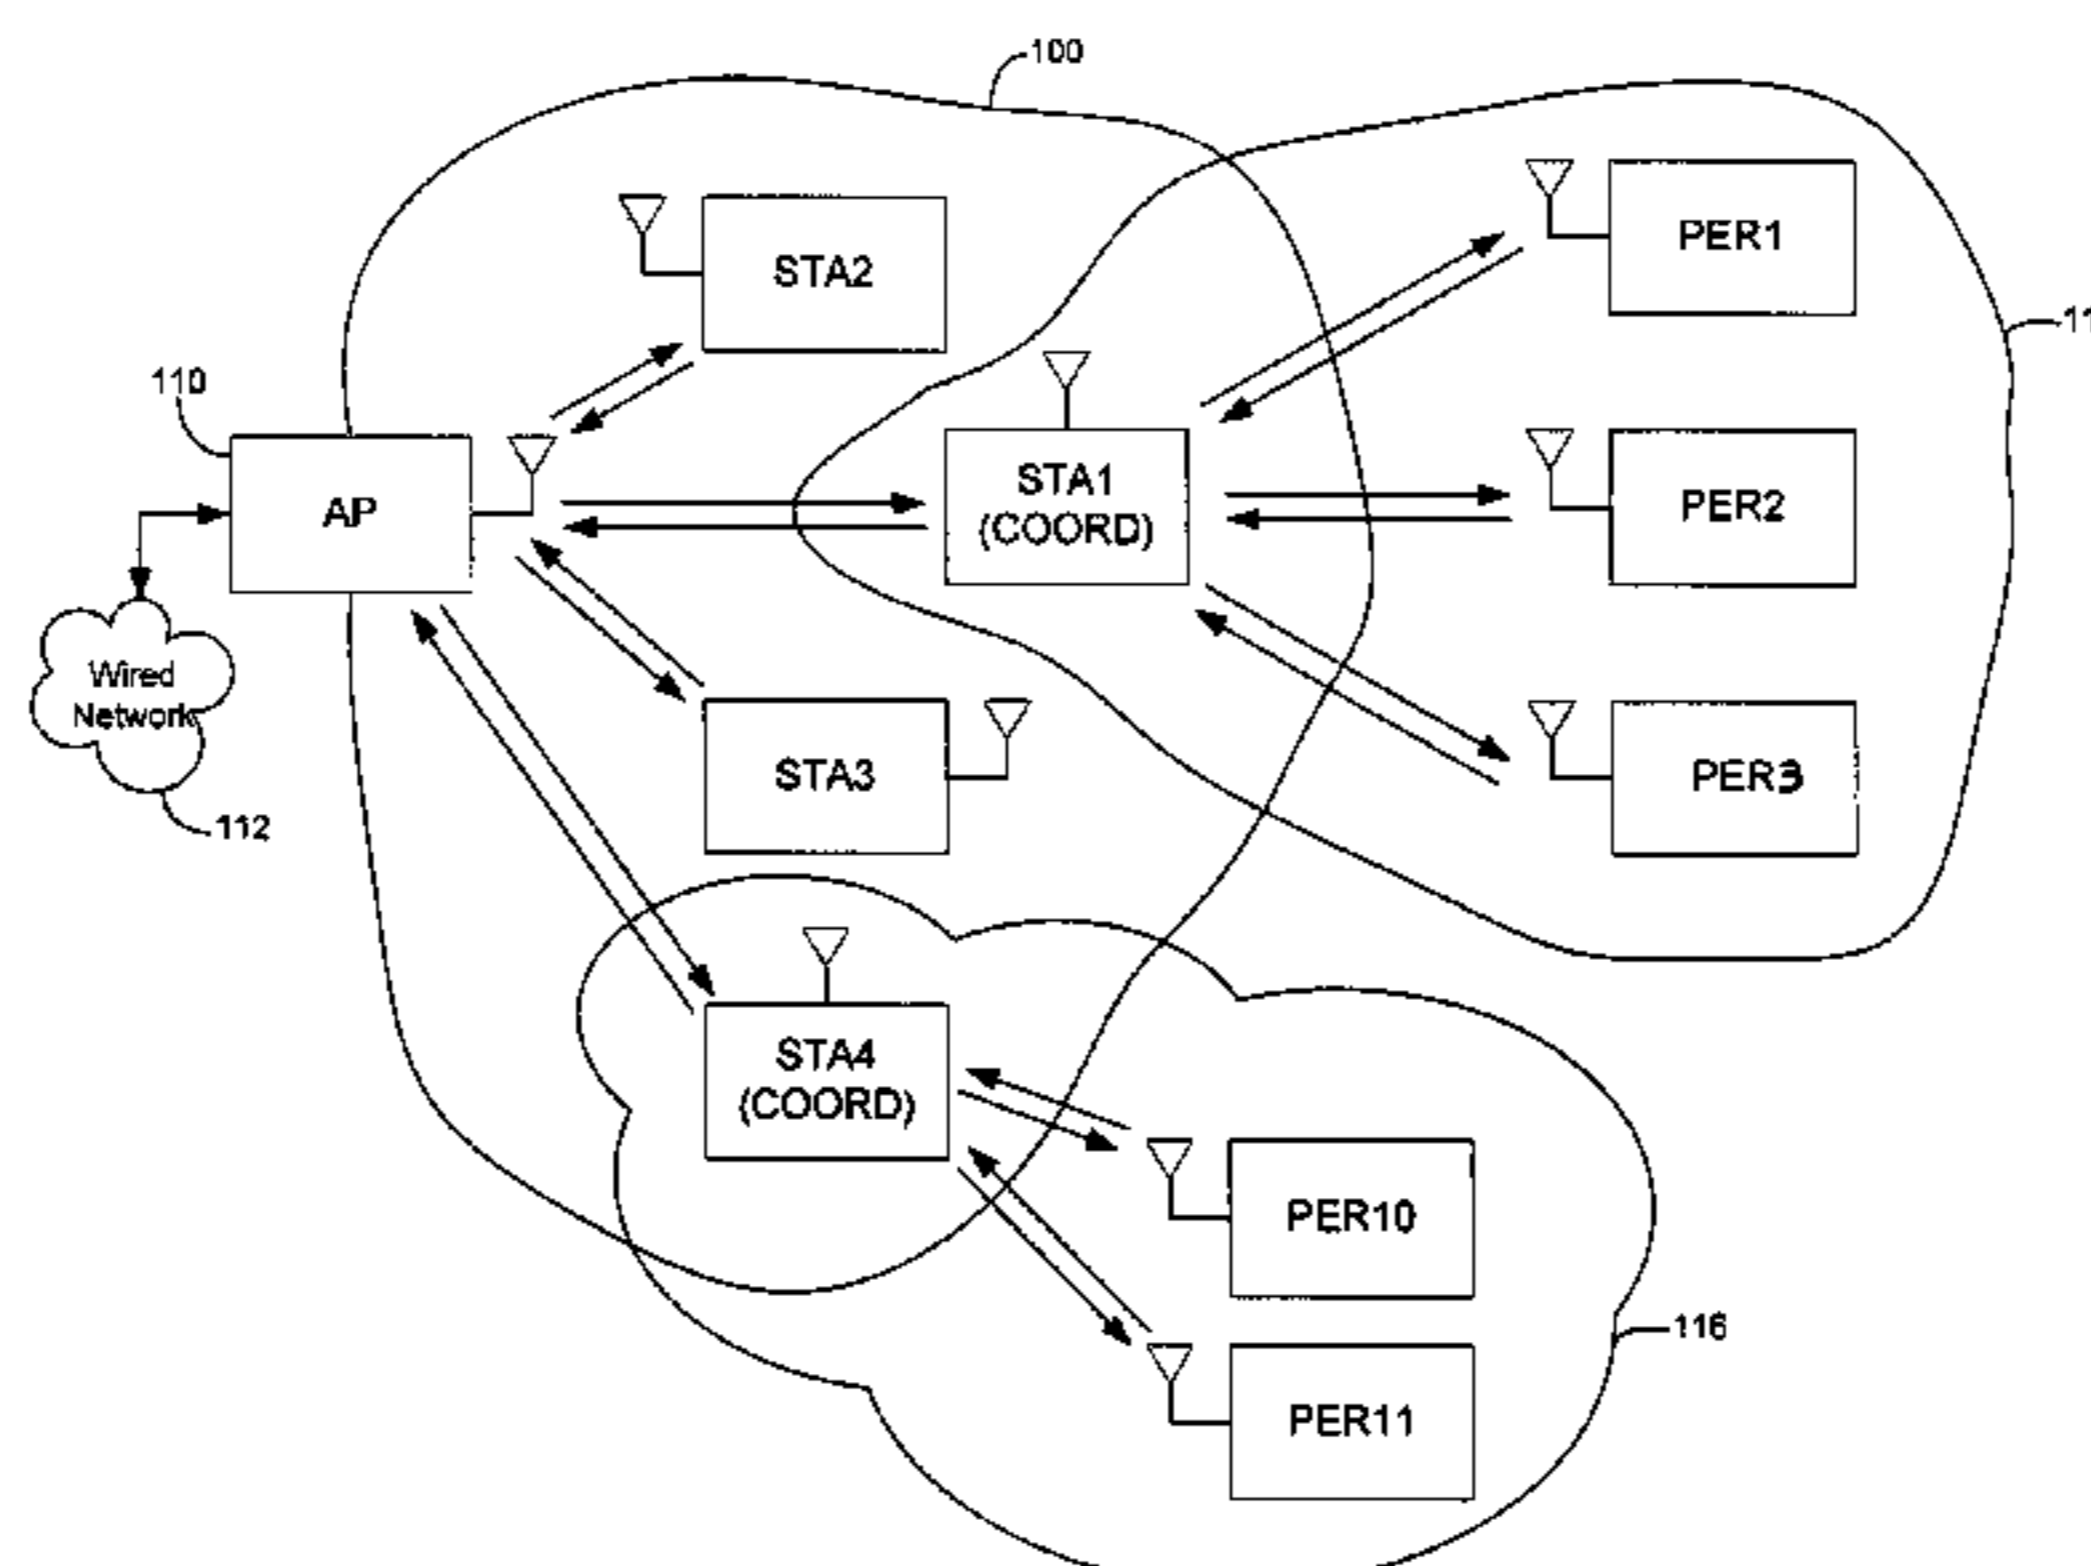 100
STA2
PER1
110
AP
STA1
(COORD)
PER2
Wired
Network
STA3
PER3
112
STA4
(COORD)
PER10
116
PER11